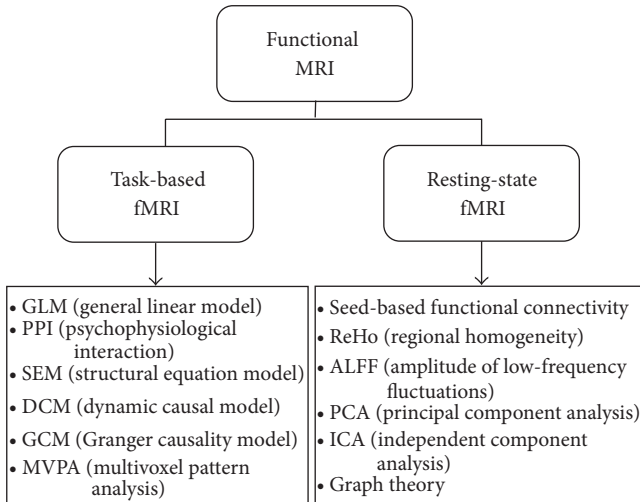 Functional
MRI
Task-based
fMRI
Resting-state
fMRI
• GLM (general linear model)
• PPI (psychophysiological
interaction)
• SEM (structural equation model)
• DCM (dynamic causal model)
• GCM (Granger causality model)
• MVPA (multivoxel pattern
analysis)
• Seed-based functional connectivity
• ReHo (regional homogeneity)
• ALFF (amplitude of low-frequency
fluctuations)
• PCA (principal component analysis)
• ICA (independent component
analysis)
• Graph theory